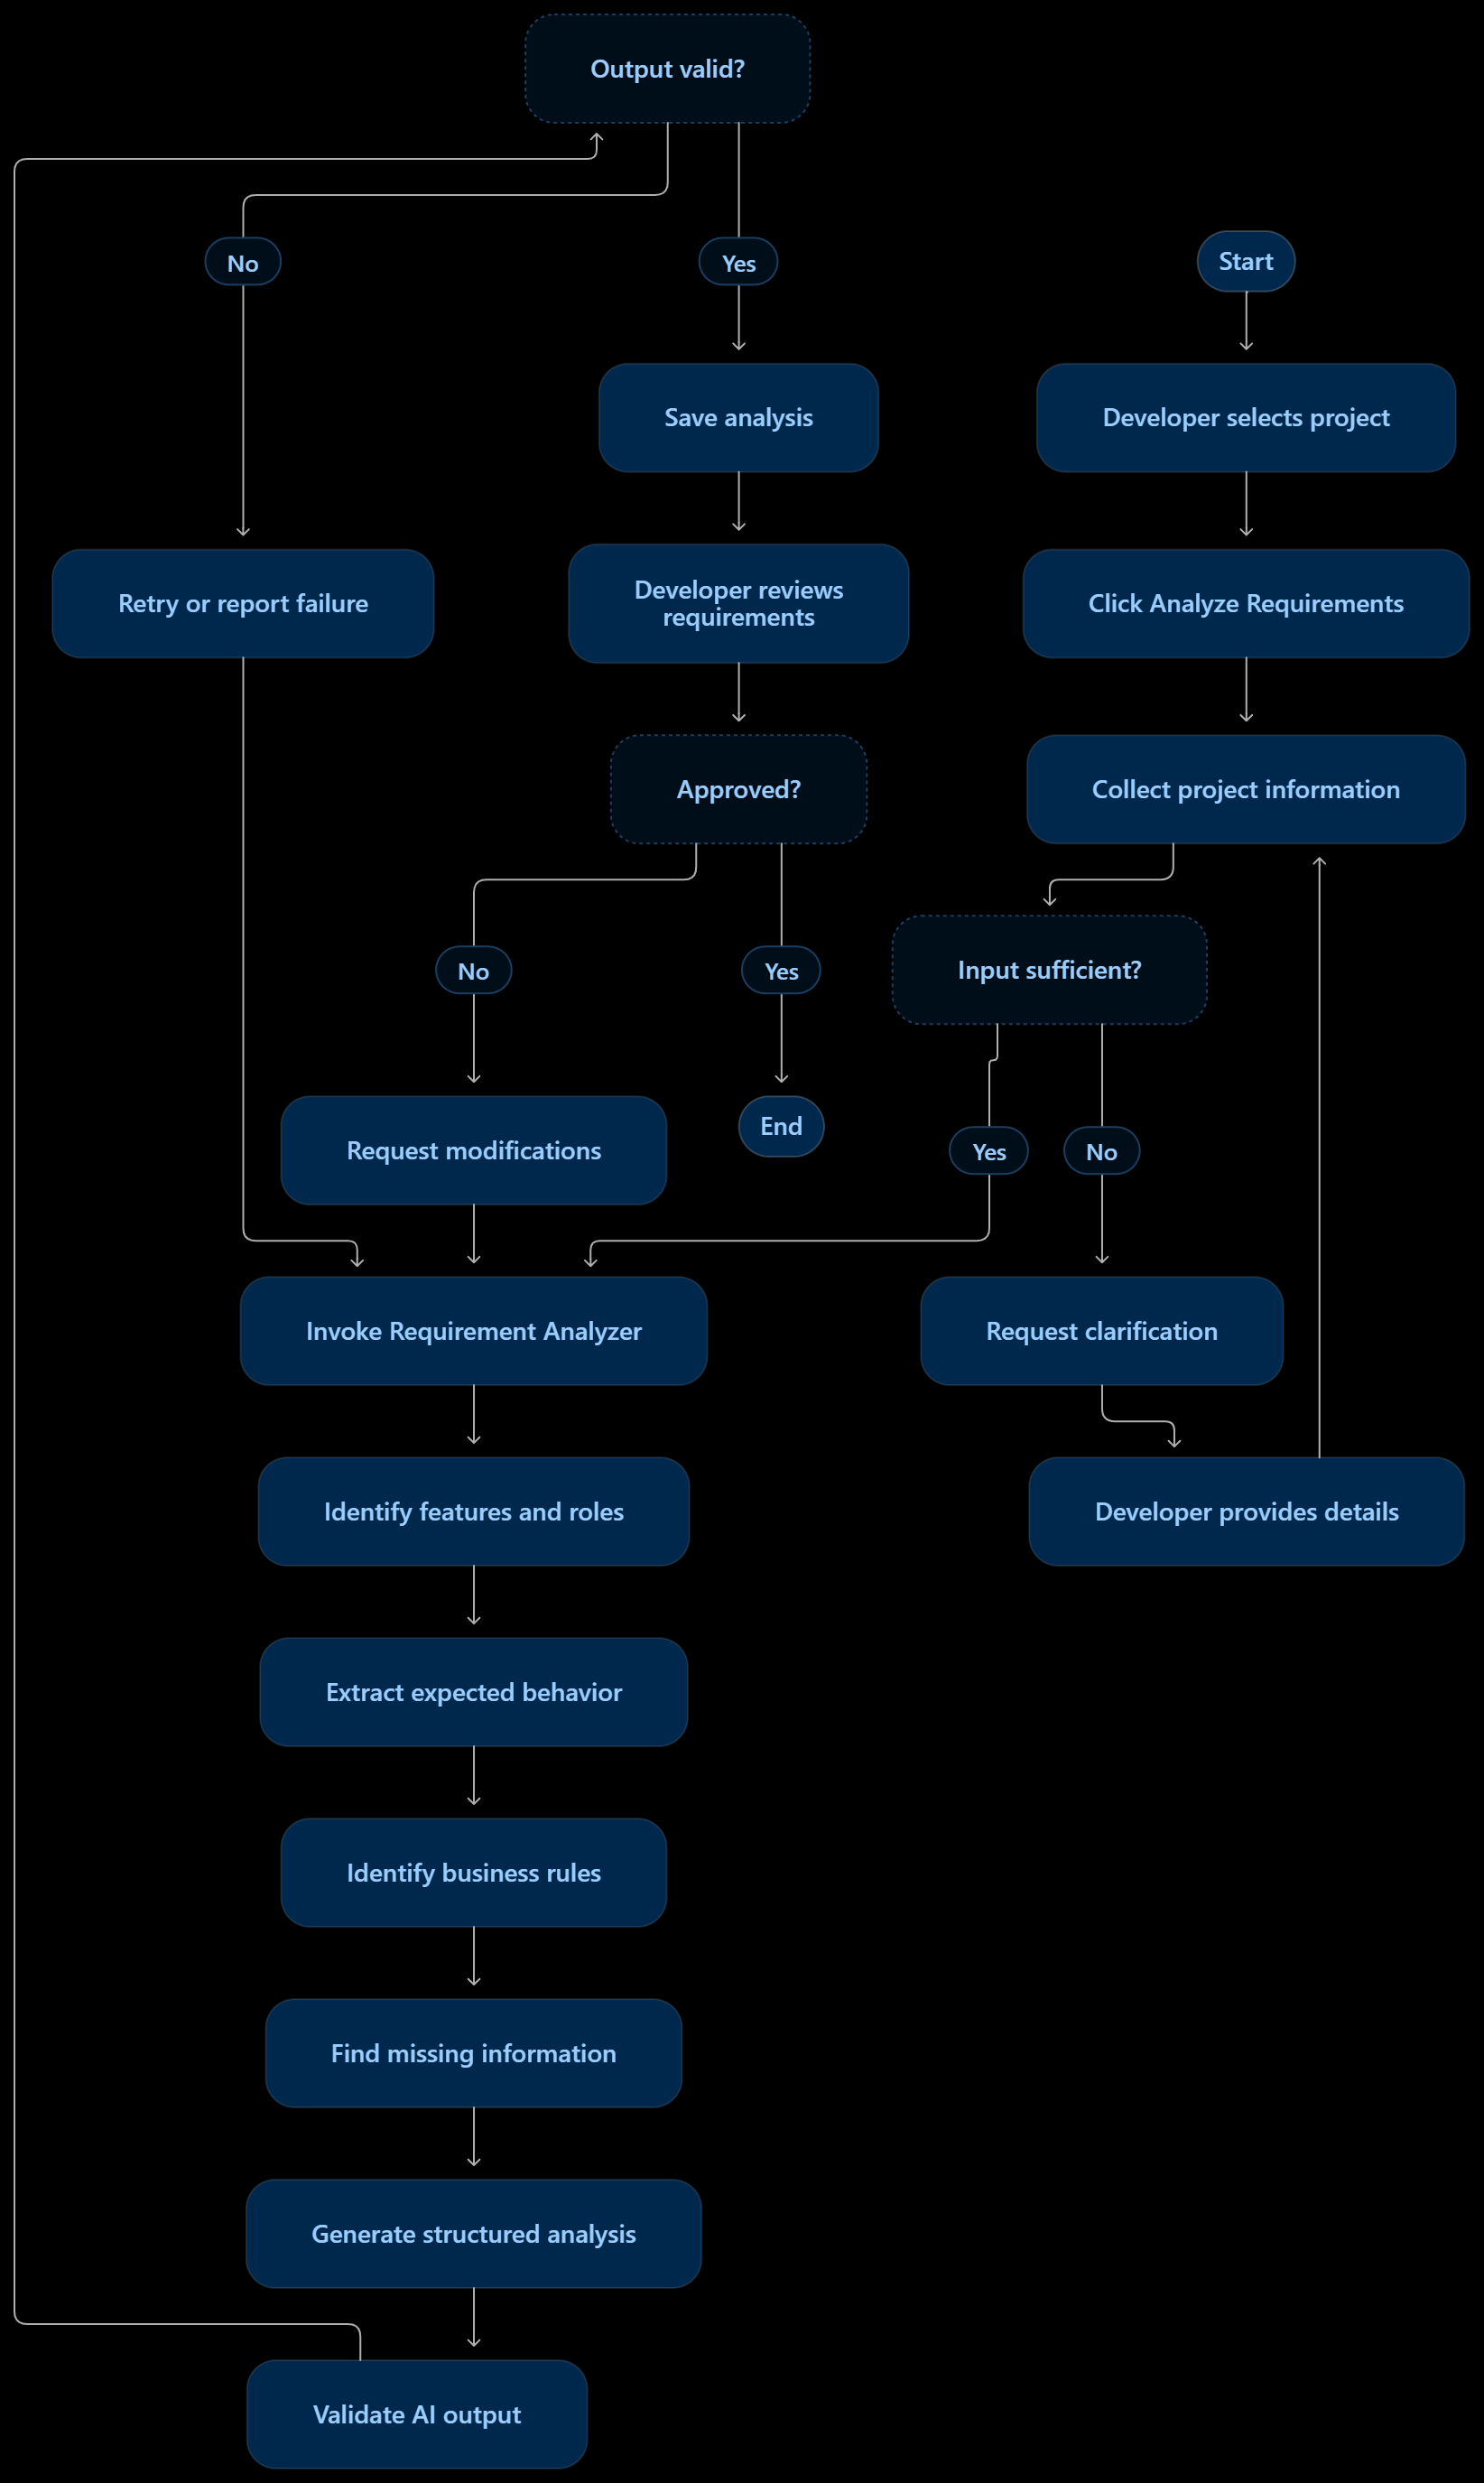 Output valid?
No
Yes
Start
Save analysis
Developer selects project
Retry or report failure
Developer reviews
requirements
Click Analyze Requirements
Approved?
Collect project information
No
Yes
Input sufficient?
Request modifications
End
Yes
No
Invoke Requirement Analyzer
Request clarification
Identify features and roles
Developer provides details
Extract expected behavior
Identify business rules
Find missing information
Generate structured analysis
Validate AI output